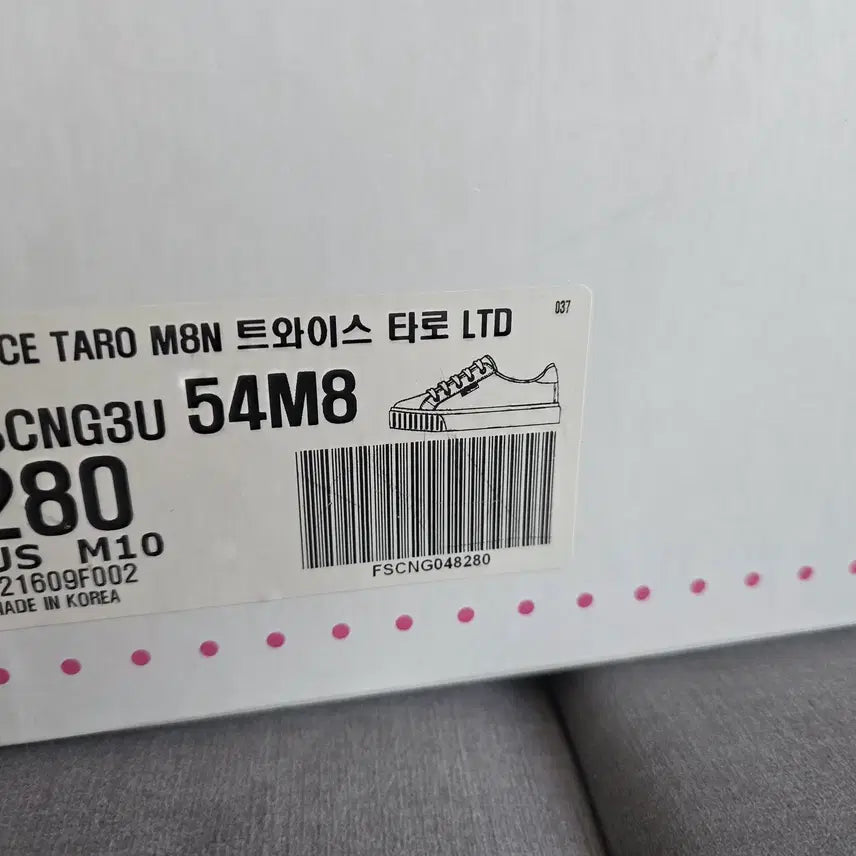 CE TARO M8N 트와이스 타로 LTD
037
SCNG3U 54M8
280
US M10
21609F002
MADE IN KOREA
FSCNG048280